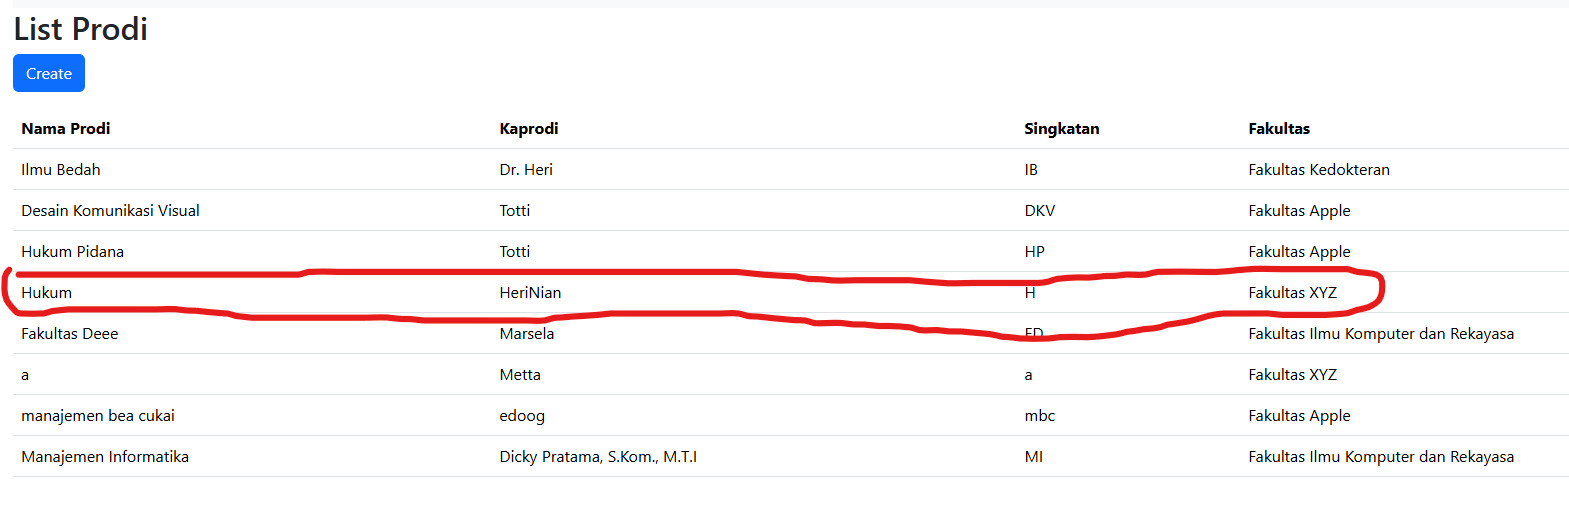 List Prodi
Create
Nama Prodi Kaprodi Singkatan Fakultas
Ilmu Bedah Dr. Heri IB Fakultas Kedokteran
Desain Komunikasi Visual Totti DKV Fakultas Apple
Hukum Pidana Totti HP Fakultas Apple
Hukum HeriNian H Fakultas XYZ
Fakultas Deee Marsela FD Fakultas Ilmu Komputer dan Rekayasa
a Metta a Fakultas XYZ
manajemen bea cukai edoog mbc Fakultas Apple
Manajemen Informatika Dicky Pratama, S.Kom., M.T.I MI Fakultas Ilmu Komputer dan Rekayasa